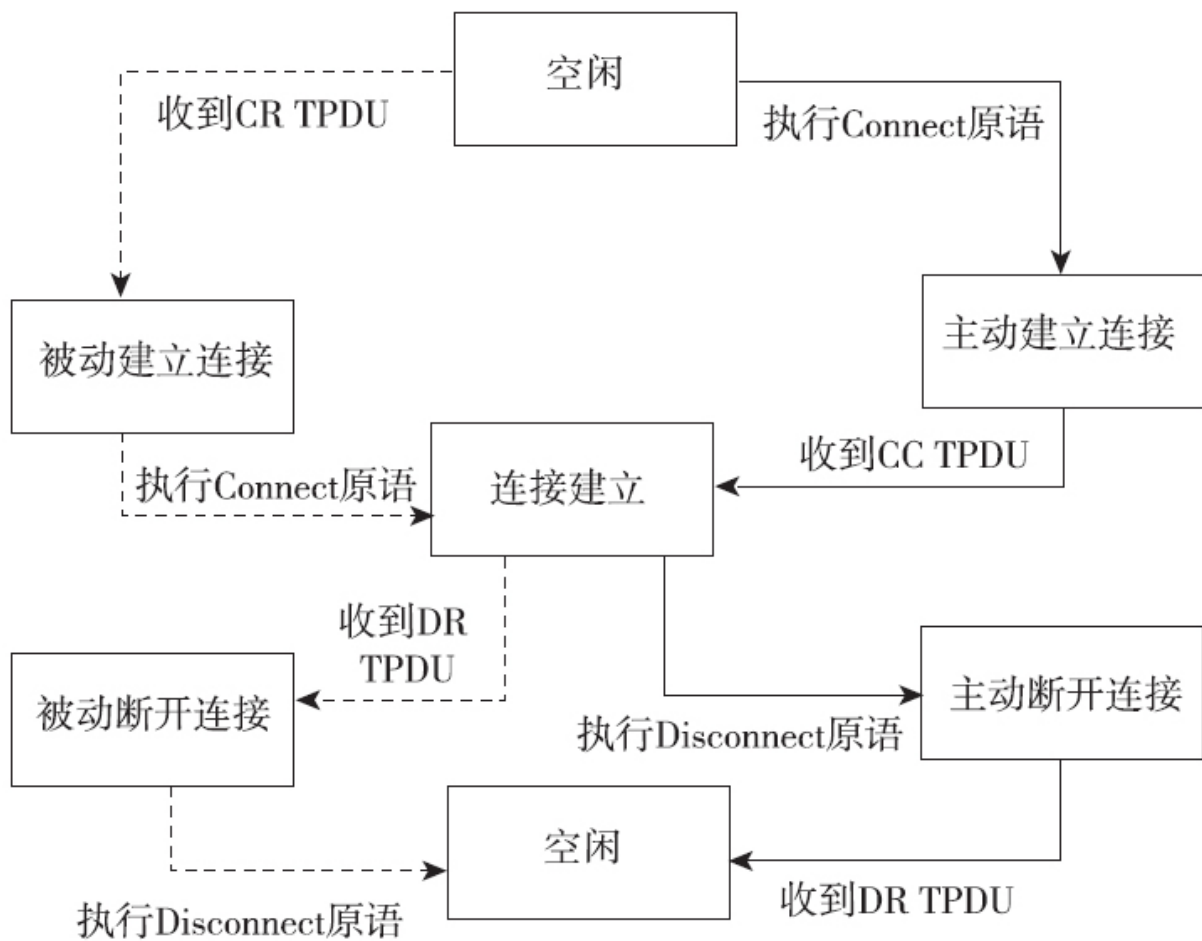 空闲
收到CR TPDU
执行Connect原语
被动建立连接
主动建立连接
收到CC TPDU
执行Connect原语
连接建立
收到DR
TPDU
被动断开连接
主动断开连接
执行Disconnect原语
空闲
收到DR TPDU
执行Disconnect原语